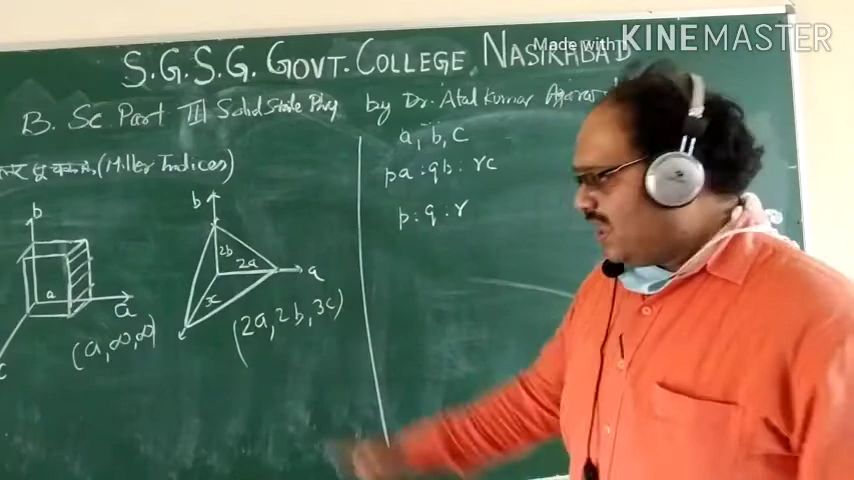 Made with KINEMASTER
S.G.S.G. GOVT. COLLEGE NASIRABAD
B. Sc. Part III Solid State Phy by Dr. Atal Kumar
(Miller Indices)
a, b, c
pa : qb : rc
p : q : r
b
a
a
c
(a, ∞, ∞)
b
2b
2a
a
(2a, 2b, 3c)